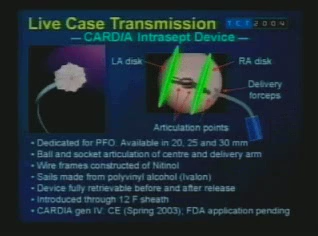 Live Case Transmission TCT2004
— CARDIA Intrasept Device —
LA disk
RA disk
Delivery
forceps
Articulation points
• Dedicated for PFO. Available in 20, 25 and 30 mm
• Ball and socket articulation of centre and delivery arm
• Wire frames constructed of Nitinol
• Sails made from polyvinyl alcohol (Ivalon)
• Device fully retrievable before and after release
• Introduced through 12 F sheath
• CARDIA gen IV: CE (Spring 2003); FDA application pending